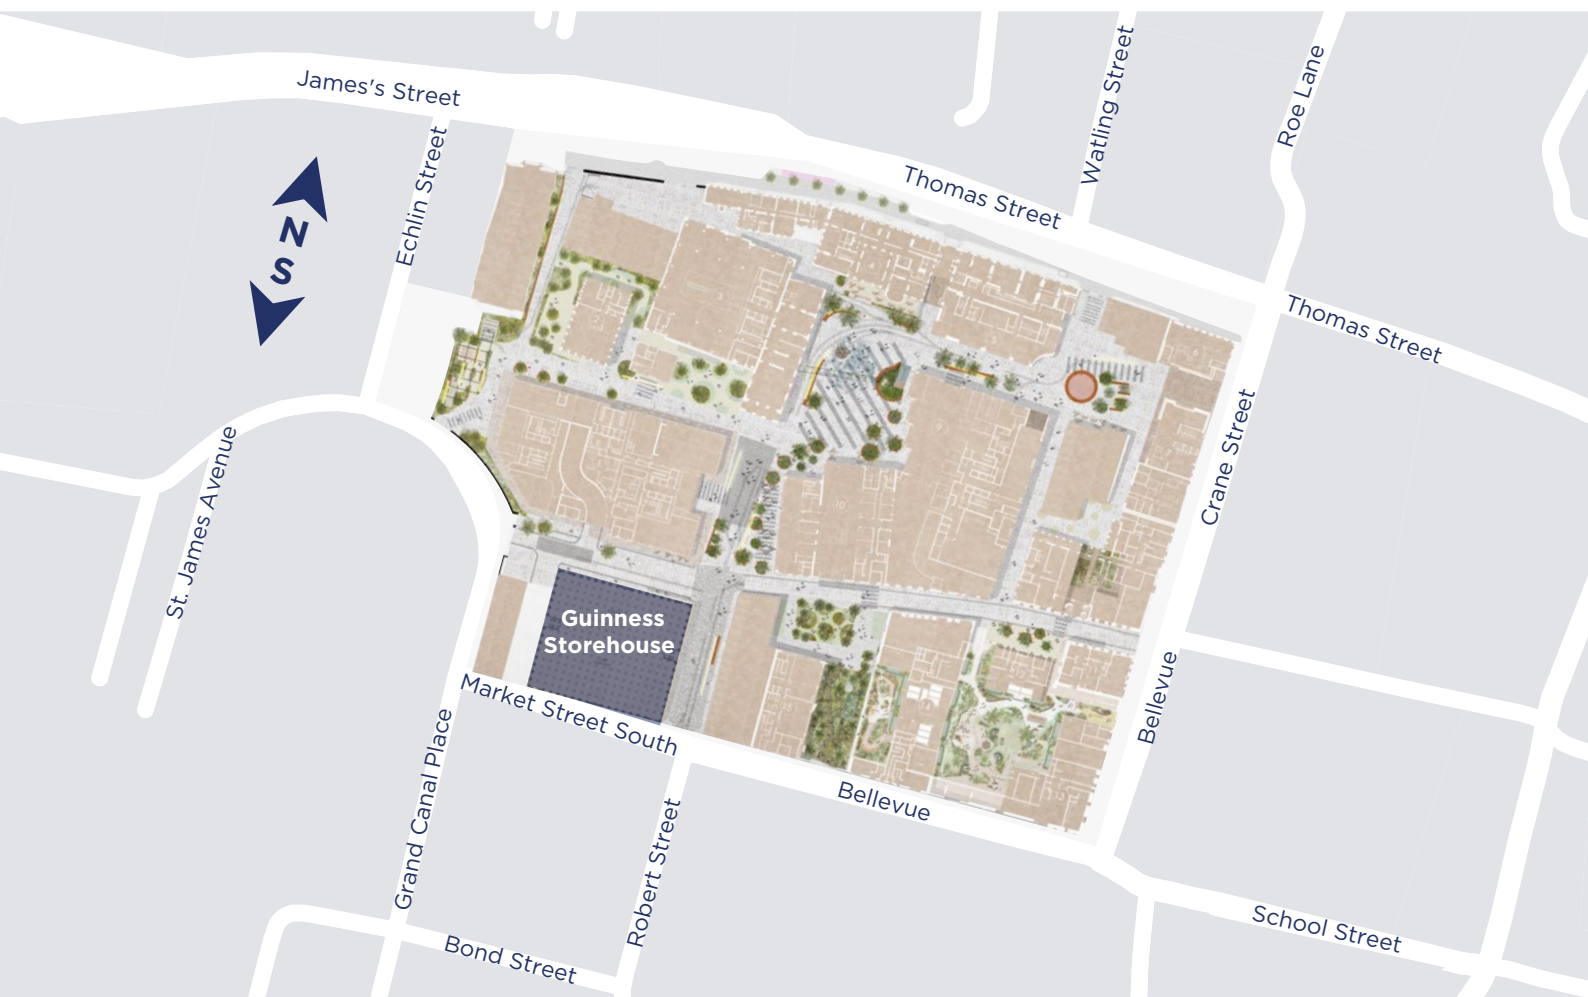 James's Street
Watling Street
Roe Lane
Echlin Street
Thomas Street
N
S
Thomas Street
St. James Avenue
Crane Street
Guinness
Storehouse
Market Street South
Bellevue
Grand Canal Place
Bellevue
Robert Street
School Street
Bond Street